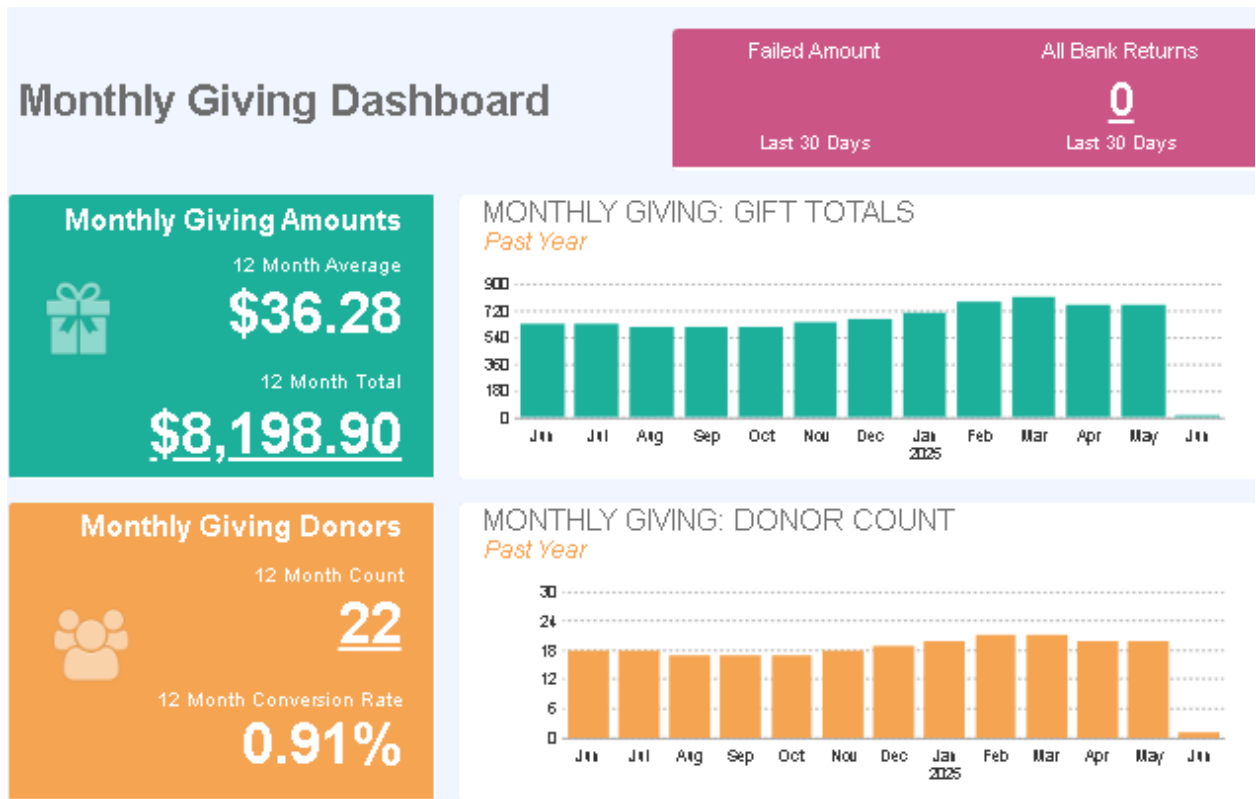 Monthly Giving Dashboard
Failed Amount
Last 30 Days
All Bank Returns
0
Last 30 Days
Monthly Giving Amounts
12 Month Average
$36.28
12 Month Total
$8,198.90
MONTHLY GIVING: GIFT TOTALS
Past Year
900
720
540
360
180
0
Jun Jul Aug Sep Oct Nov Dec Jan Feb Mar Apr May Jun
2025
Monthly Giving Donors
12 Month Count
22
12 Month Conversion Rate
0.91%
MONTHLY GIVING: DONOR COUNT
Past Year
30
24
18
12
6
0
Jun Jul Aug Sep Oct Nov Dec Jan Feb Mar Apr May Jun
2025